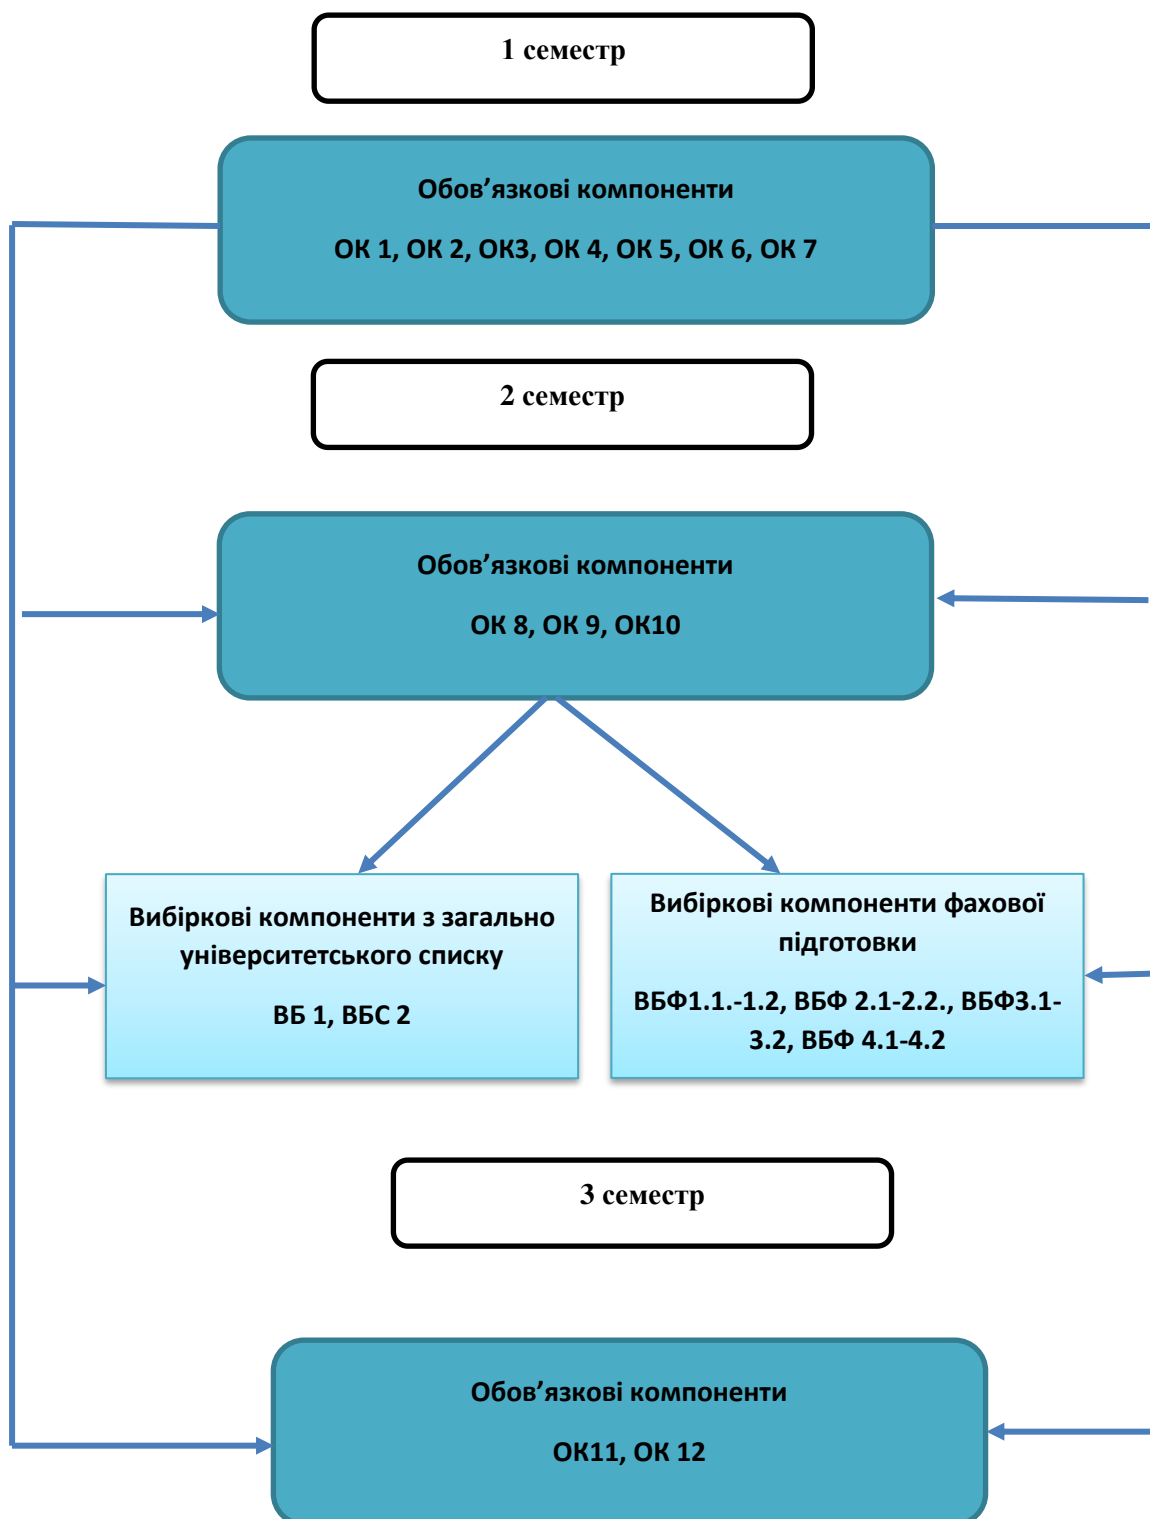 1 семестр
Обов’язкові компоненти
ОК 1, ОК 2, ОК3, ОК 4, ОК 5, ОК 6, ОК 7
2 семестр
Обов’язкові компоненти
ОК 8, ОК 9, ОК10
Вибіркові компоненти з загально
університетського списку
ВБ 1, ВБС 2
Вибіркові компоненти фахової
підготовки
ВБФ1.1.-1.2, ВБФ 2.1-2.2., ВБФ3.1-
3.2, ВБФ 4.1-4.2
3 семестр
Обов’язкові компоненти
ОК11, ОК 12